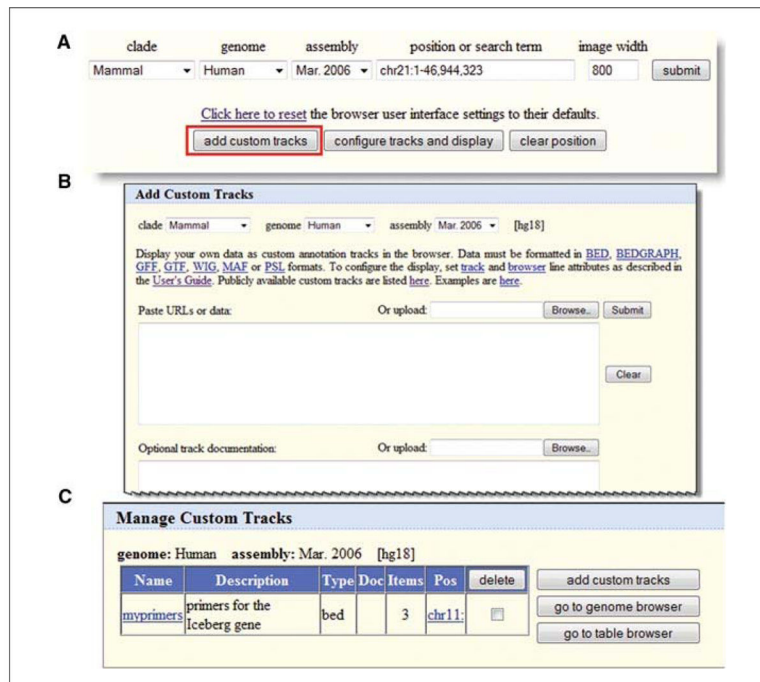 A
clade genome assembly position or search term image width
Mammal Human Mar. 2006 chr21:1-46,944,323 800 submit
Click here to reset the browser user interface settings to their defaults.
add custom tracks configure tracks and display clear position
B
Add Custom Tracks
clade Mammal genome Human assembly Mar. 2006 [hg18]
Display your own data as custom annotation tracks in the browser. Data must be formatted in BED, BEDGRAPH,
GFF, GTF, WIG, MAF or PSL formats. To configure the display, set track and browser line attributes as described in
the User's Guide. Publicly available custom tracks are listed here. Examples are here.
Paste URLs or data: Or upload: Browse.. Submit
Clear
Optional track documentation: Or upload: Browse..
C
Manage Custom Tracks
genome: Human assembly: Mar. 2006 [hg18]
Name Description Type Doc Items Pos delete add custom tracks
myprimers primers for the Iceberg gene bed 3 chr11: go to genome browser
go to table browser